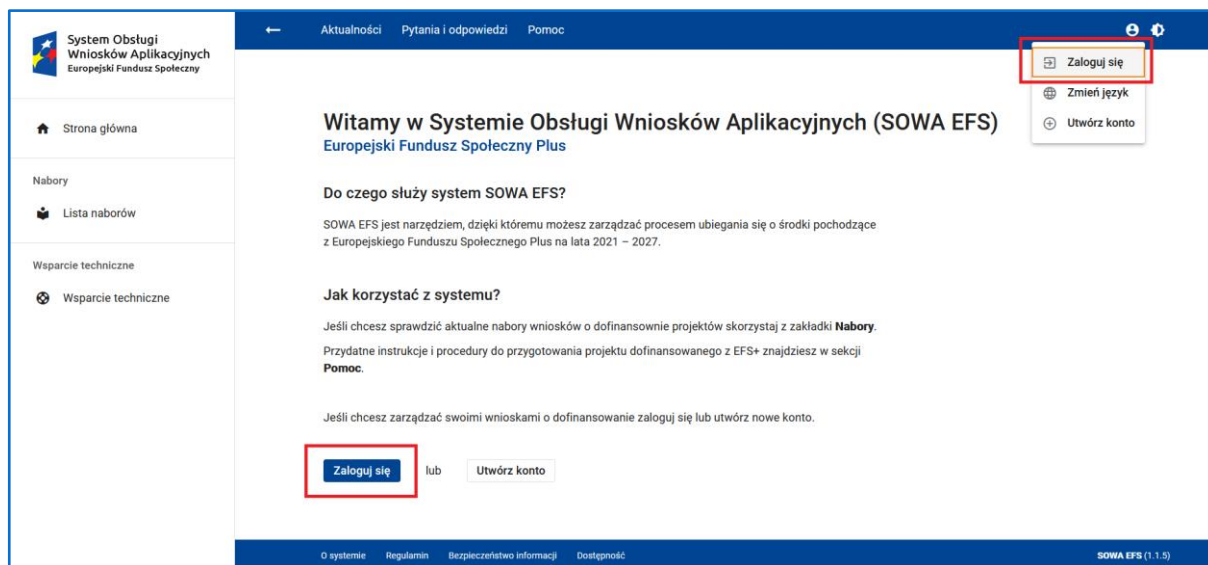 System Obsługi
Wniosków Aplikacyjnych
Europejski Fundusz Społeczny
Aktualności Pytania i odpowiedzi Pomoc
Zaloguj się
Zmień język
Utwórz konto
Strona główna
Nabory
Lista naborów
Wsparcie techniczne
Wsparcie techniczne
Witamy w Systemie Obsługi Wniosków Aplikacyjnych (SOWA EFS)
Europejski Fundusz Społeczny Plus
Do czego służy system SOWA EFS?
SOWA EFS jest narzędziem, dzięki któremu możesz zarządzać procesem ubiegania się o środki pochodzące
z Europejskiego Funduszu Społecznego Plus na lata 2021 – 2027.
Jak korzystać z systemu?
Jeśli chcesz sprawdzić aktualne nabory wniosków o dofinansownie projektów skorzystaj z zakładki Nabory.
Przydatne instrukcje i procedury do przygotowania projektu dofinansowanego z EFS+ znajdziesz w sekcji
Pomoc.
Jeśli chcesz zarządzać swoimi wnioskami o dofinansowanie zaloguj się lub utwórz nowe konto.
Zaloguj się lub Utwórz konto
O systemie Regulamin Bezpieczeństwo informacji Dostępność SOWA EFS (1.1.5)